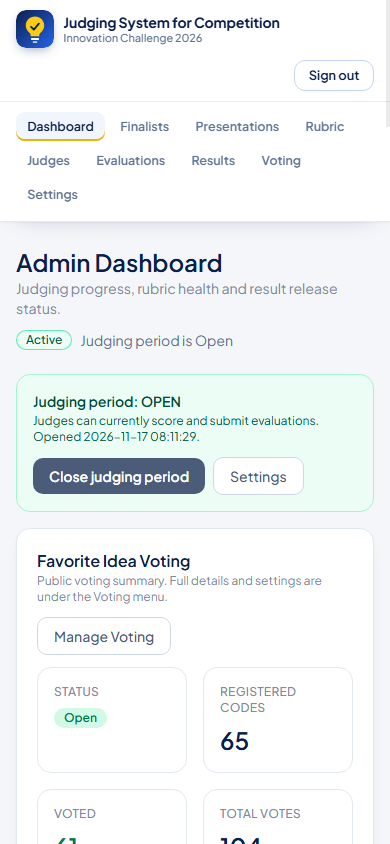 Judging System for Competition
Innovation Challenge 2026
Sign out
Dashboard Finalists Presentations Rubric
Judges Evaluations Results Voting
Settings
Admin Dashboard
Judging progress, rubric health and result release
status.
Active Judging period is Open
Judging period: OPEN
Judges can currently score and submit evaluations.
Opened 2026-11-17 08:11:29.
Close judging period Settings
Favorite Idea Voting
Public voting summary. Full details and settings are
under the Voting menu.
Manage Voting
STATUS
Open
REGISTERED
CODES
65
VOTED
TOTAL VOTES